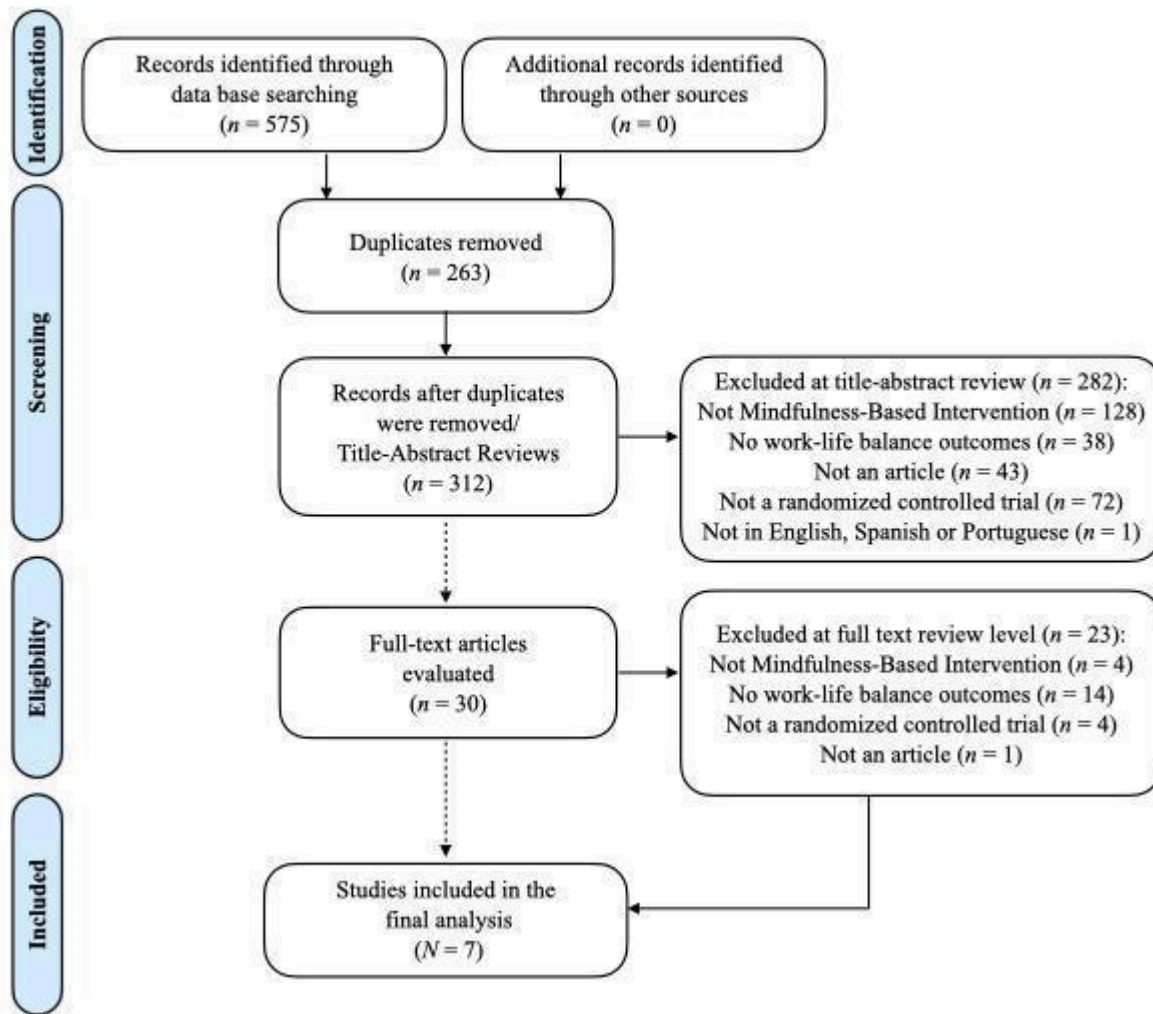 Identification
Records identified through
data base searching
(n = 575)
Additional records identified
through other sources
(n = 0)
Screening
Duplicates removed
(n = 263)
Records after duplicates
were removed/
Title-Abstract Reviews
(n = 312)
Excluded at title-abstract review (n = 282):
Not Mindfulness-Based Intervention (n = 128)
No work-life balance outcomes (n = 38)
Not an article (n = 43)
Not a randomized controlled trial (n = 72)
Not in English, Spanish or Portuguese (n = 1)
Eligibility
Full-text articles
evaluated
(n = 30)
Excluded at full text review level (n = 23):
Not Mindfulness-Based Intervention (n = 4)
No work-life balance outcomes (n = 14)
Not a randomized controlled trial (n = 4)
Not an article (n = 1)
Included
Studies included in the
final analysis
(N = 7)